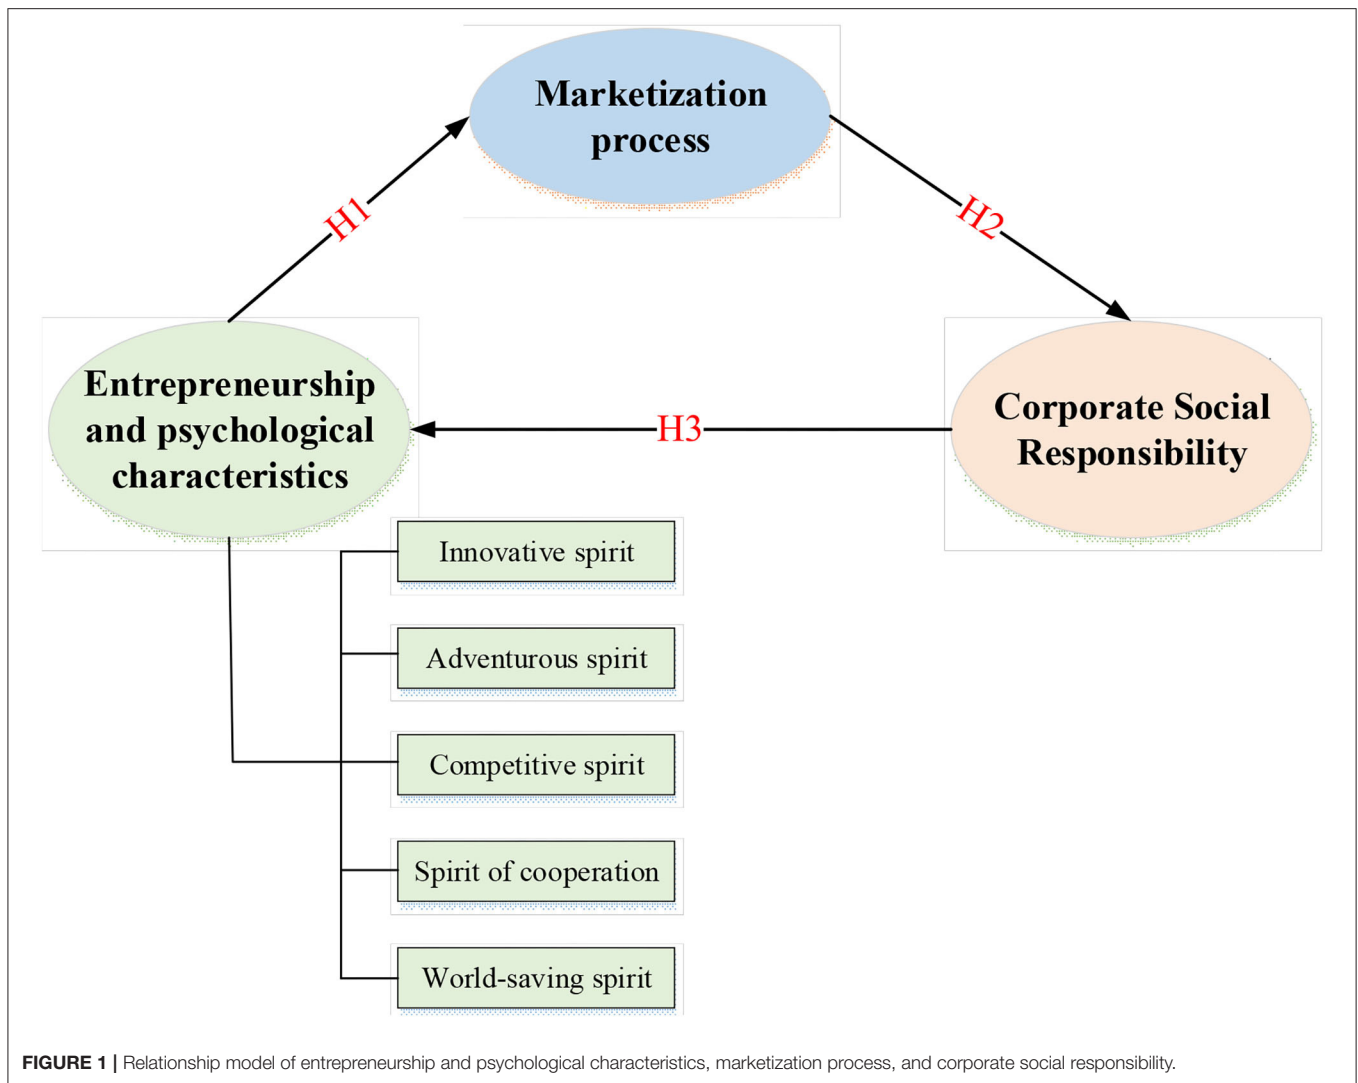 Marketization
process
H1
H2
Entrepreneurship
and psychological
characteristics
H3
Corporate Social
Responsibility
Innovative spirit
Adventurous spirit
Competitive spirit
Spirit of cooperation
World-saving spirit
FIGURE 1 | Relationship model of entrepreneurship and psychological characteristics, marketization process, and corporate social responsibility.